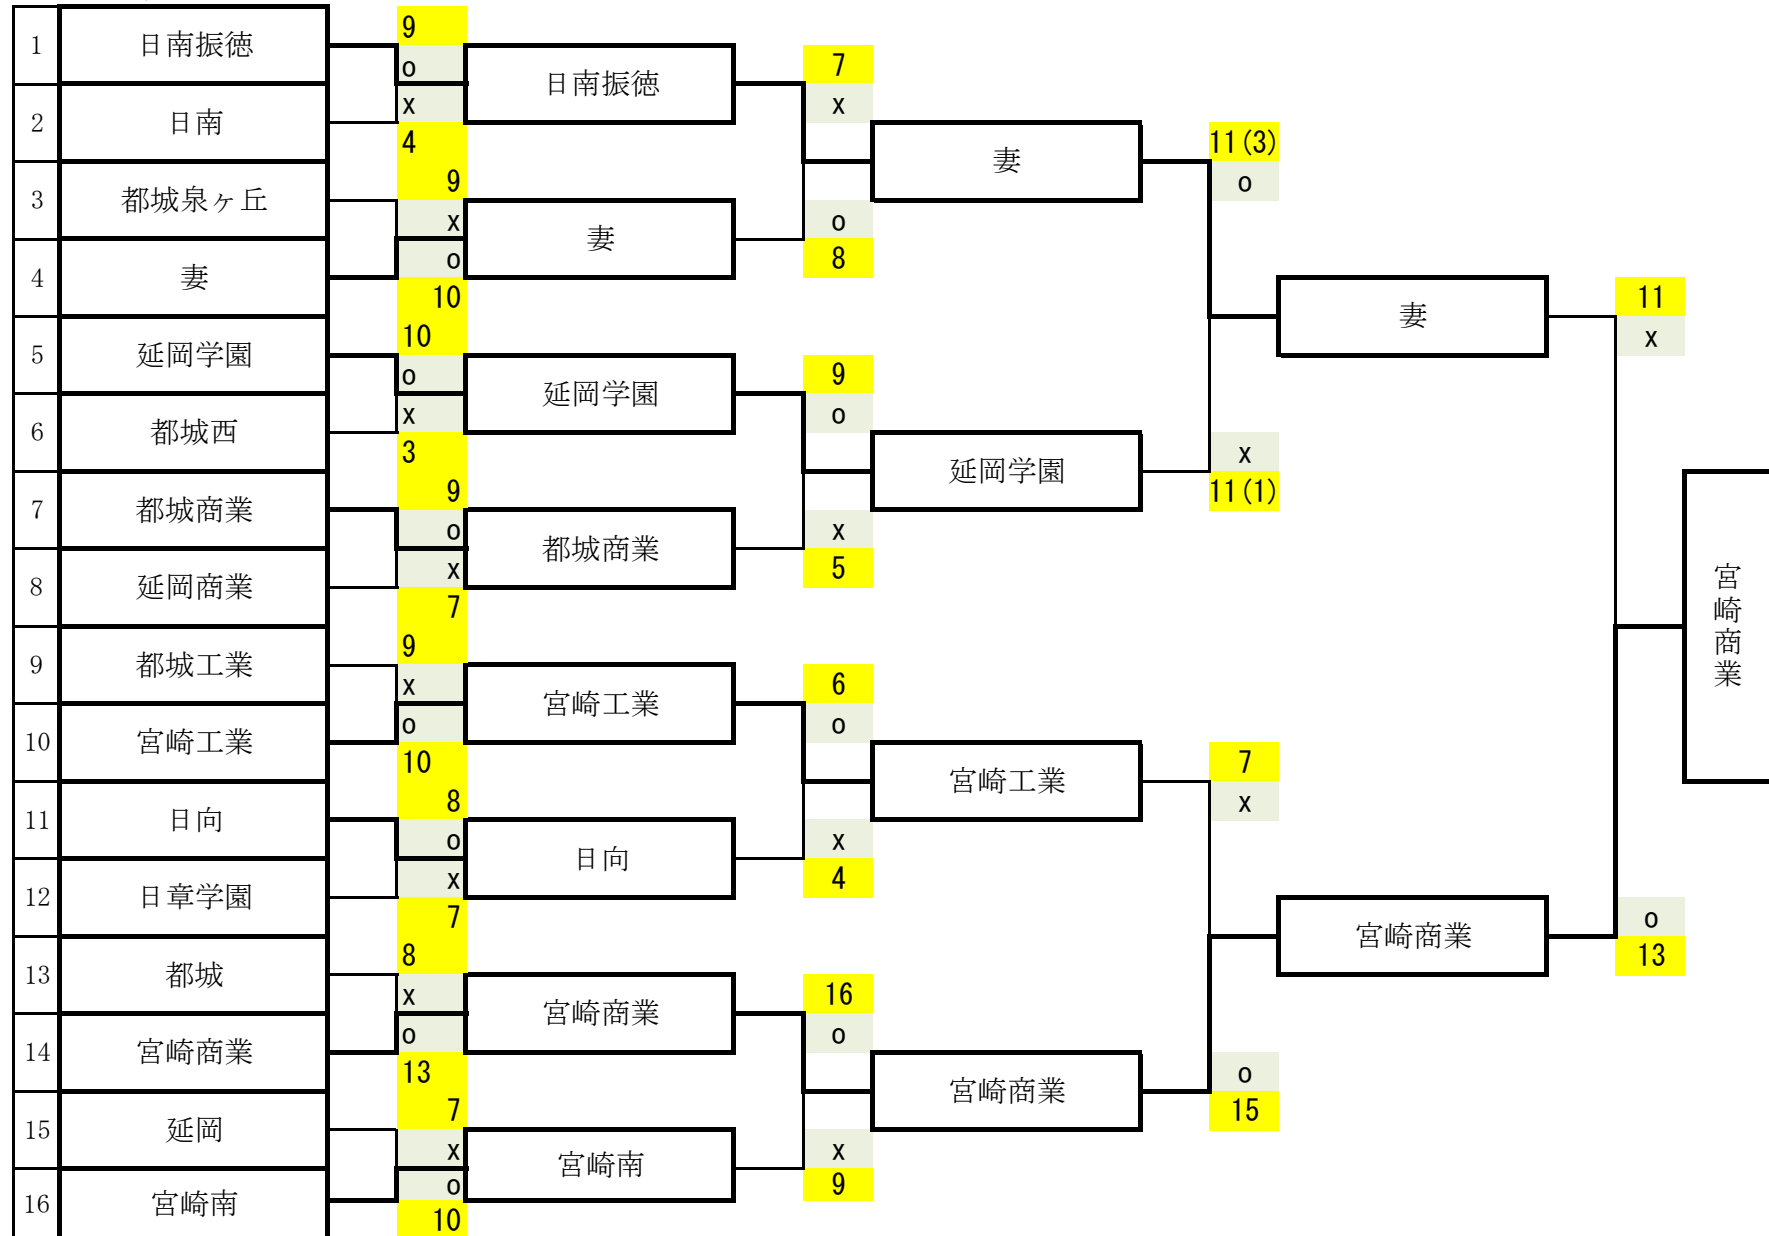 1 日南振徳
2 日南
3 都城泉ヶ丘
4 妻
5 延岡学園
6 都城西
7 都城商業
8 延岡商業
9 都城工業
10 宮崎工業
11 日向
12 日章学園
13 都城
14 宮崎商業
15 延岡
16 宮崎南
9
o
x
4
9
x
o
10
10
o
x
3
9
o
x
7
9
x
o
10
8
o
x
7
8
x
o
13
7
x
o
10
日南振徳
妻
延岡学園
都城商業
宮崎工業
日向
宮崎商業
宮崎南
7
x
o
8
9
o
x
5
6
o
x
4
16
o
x
9
妻
延岡学園
宮崎工業
宮崎商業
11(3)
o
x
11(1)
7
x
o
15
妻
宮崎商業
11
x
o
13
宮崎商業